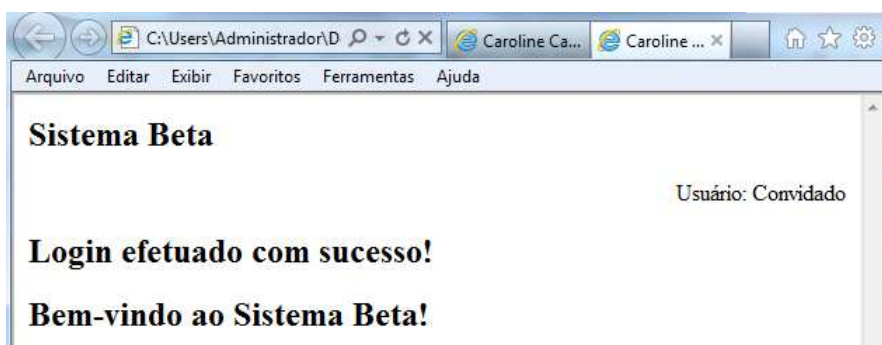 C:\Users\Administrador\D
Caroline Ca...
Caroline ...
Arquivo Editar Exibir Favoritos Ferramentas Ajuda
Sistema Beta
Usuário: Convidado
Login efetuado com sucesso!
Bem-vindo ao Sistema Beta!